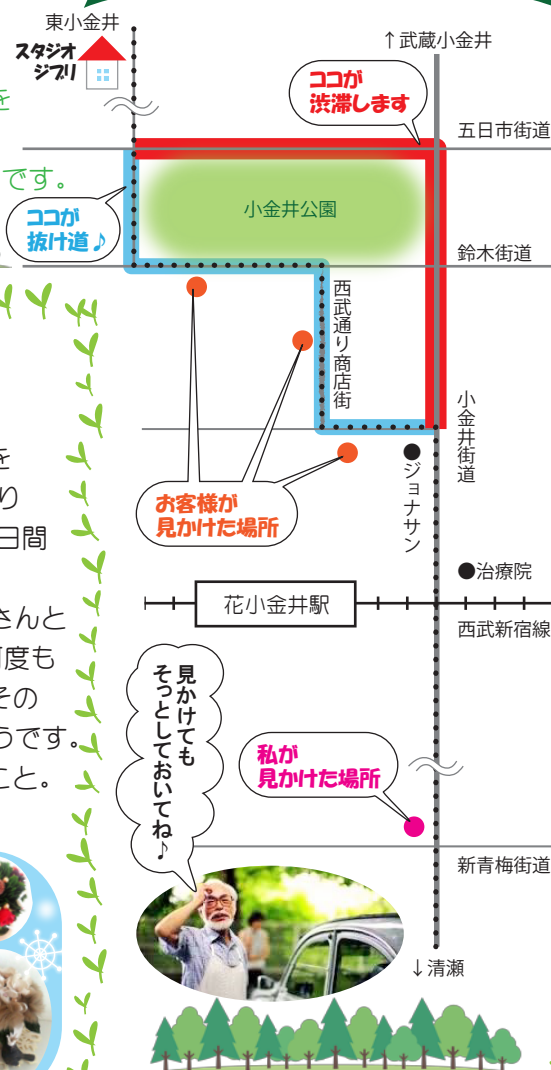 東小金井
スタジオ
ジブリ
↑武蔵小金井
ココが
渋滞します
五日市街道
を
です。
ココが
抜け道♪
小金井公園
鈴木街道
西武通り商店街
小金井街道
を
り
日間
さんと
何度も
その
うです。
こと。
お客様が
見かけた場所
●ジョナサン
●治療院
花小金井駅
西武新宿線
見かけても
そっとしておいてね♪
私が
見かけた場所
新青梅街道
↓清瀬